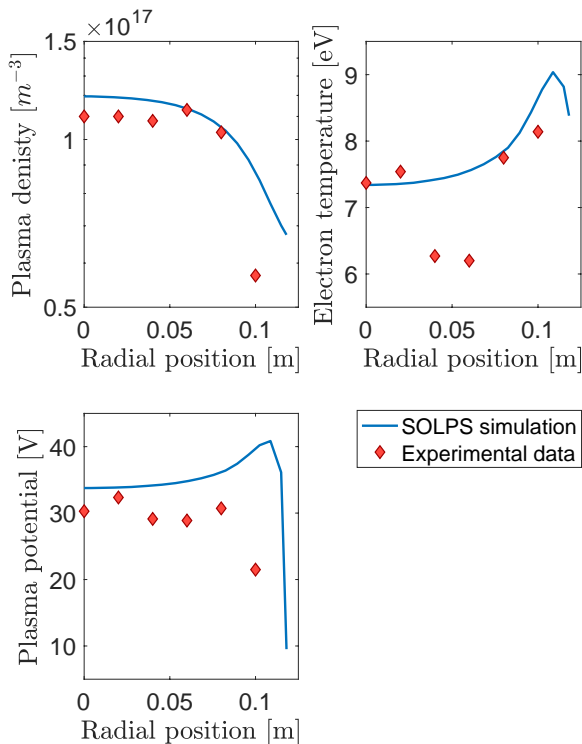 ×10^17
1.5
1
0.5
Plasma denisty [m^−3]
0
0.05
0.1
Radial position [m]
9
8
7
6
Electron temperature [eV]
0
0.05
0.1
Radial position [m]
40
30
20
10
Plasma potential [V]
0
0.05
0.1
Radial position [m]
SOLPS simulation
Experimental data